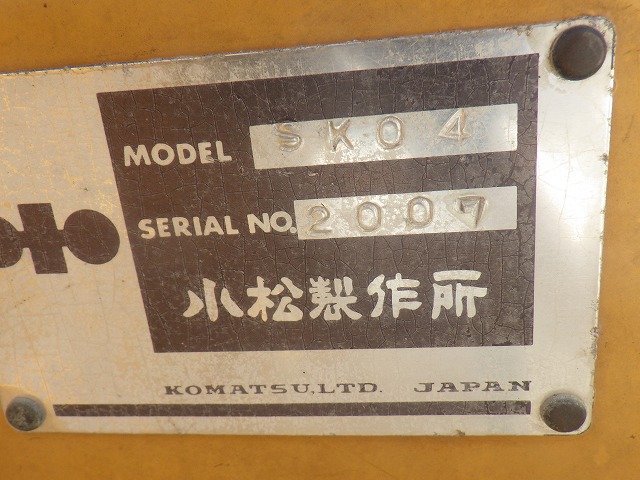 MODEL SK04
SERIAL NO. 2007
小松製作所
KOMATSU, LTD. JAPAN